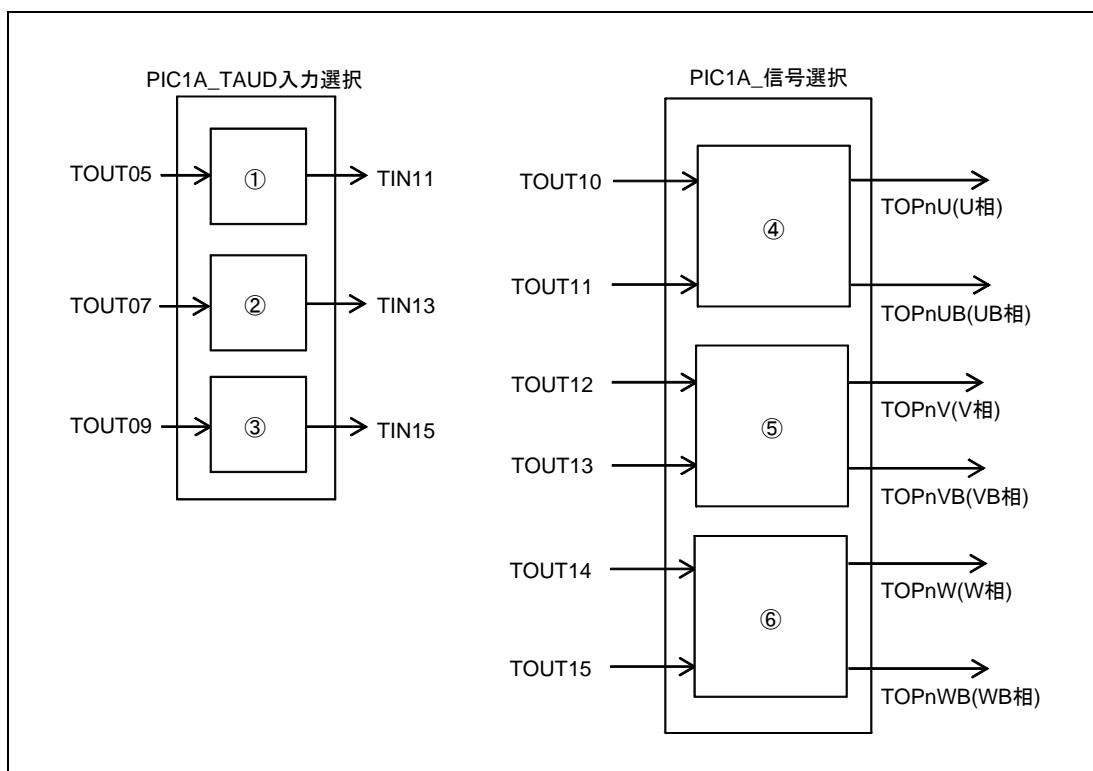 PIC1A_TAUD入力選択
TOUT05
①
TIN11
TOUT07
②
TIN13
TOUT09
③
TIN15
PIC1A_信号選択
TOUT10
TOUT11
④
TOPnU(U相)
TOPnUB(UB相)
TOUT12
TOUT13
⑤
TOPnV(V相)
TOPnVB(VB相)
TOUT14
TOUT15
⑥
TOPnW(W相)
TOPnWB(WB相)